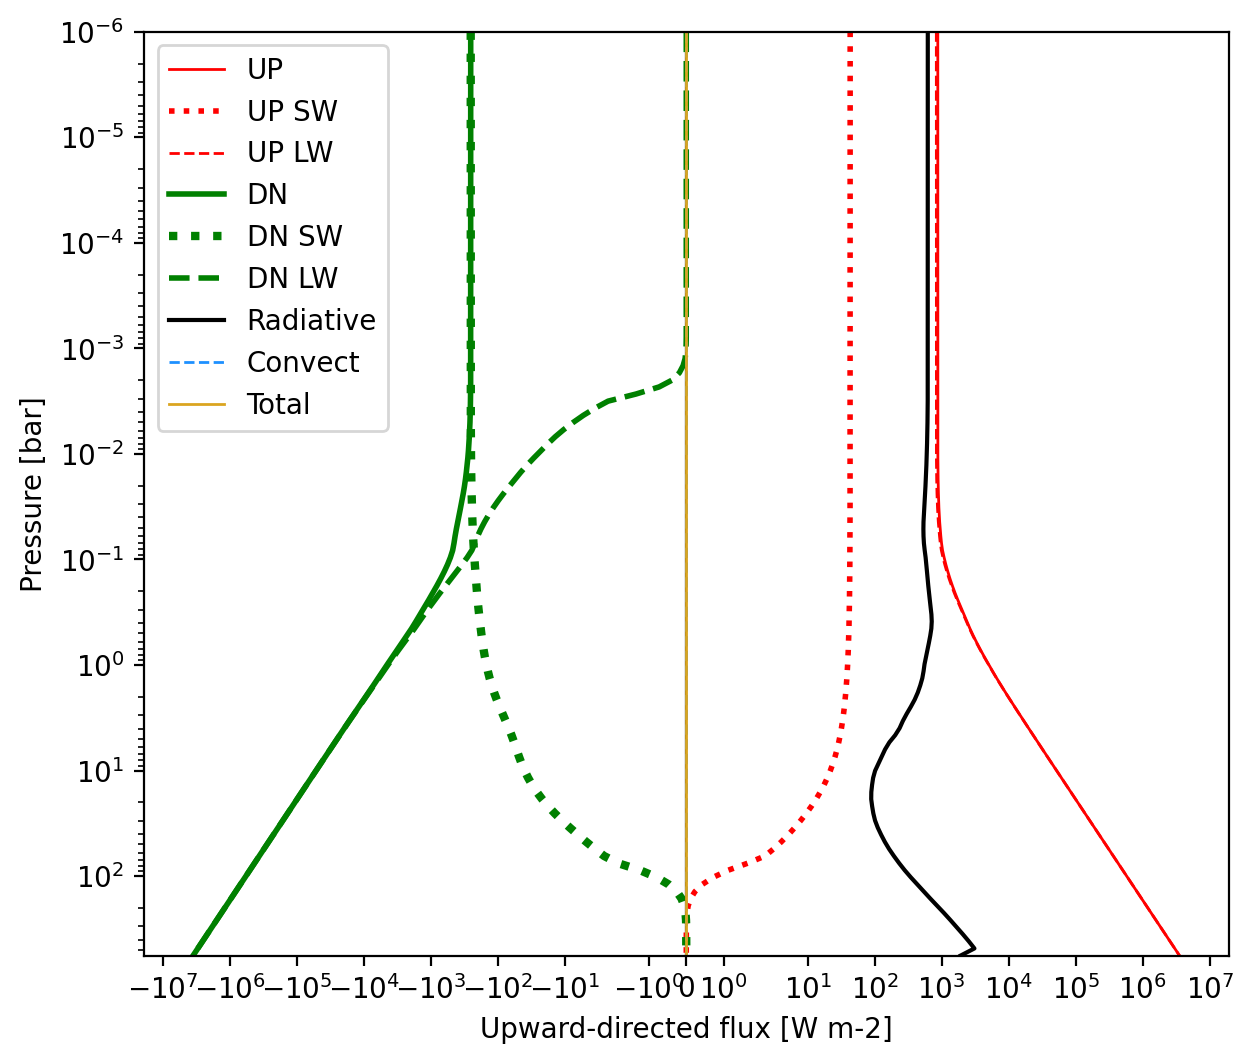 10⁻⁶
10⁻⁵
10⁻⁴
10⁻³
10⁻²
10⁻¹
10⁰
10¹
10²
Pressure [bar]
UP
UP SW
UP LW
DN
DN SW
DN LW
Radiative
Convect
Total
−10⁷ −10⁶ −10⁵ −10⁴ −10³ −10² −10¹ −10⁰ 0 10⁰ 10¹ 10² 10³ 10⁴ 10⁵ 10⁶ 10⁷
Upward-directed flux [W m-2]